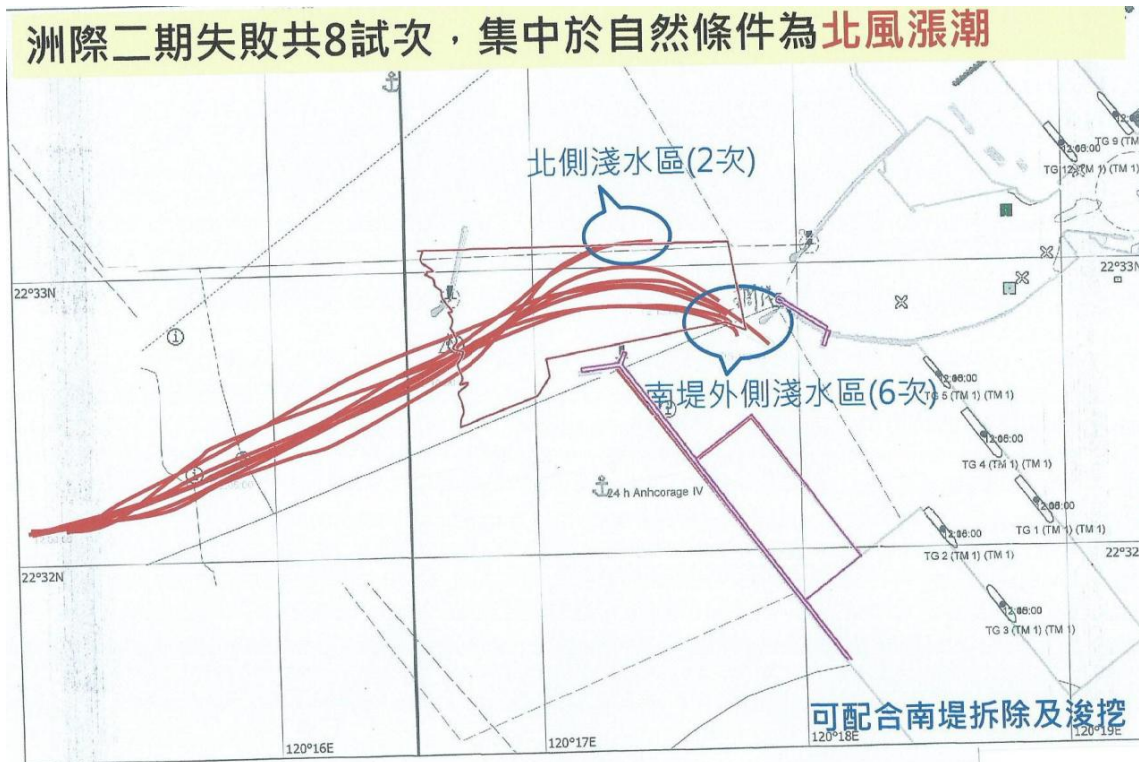 洲際二期失敗共8試次，集中於自然條件為北風漲潮
TG 9 (TM
TG 12 (TM 1) (TM 1)
北側淺水區(2次)
22°33N
22°33N
南堤外側淺水區(6次)
TG 5 (TM 1) (TM 1)
TG 4 (TM 1) (TM 1)
24 h Anhcorage IV
TG 1 (TM 1) (TM 1)
TG 2 (TM 1) (TM 1)
22°32N
22°32
TG 3 (TM 1) (TM 1)
可配合南堤拆除及浚挖
120°16E
120°17E
120°18E
120°19E